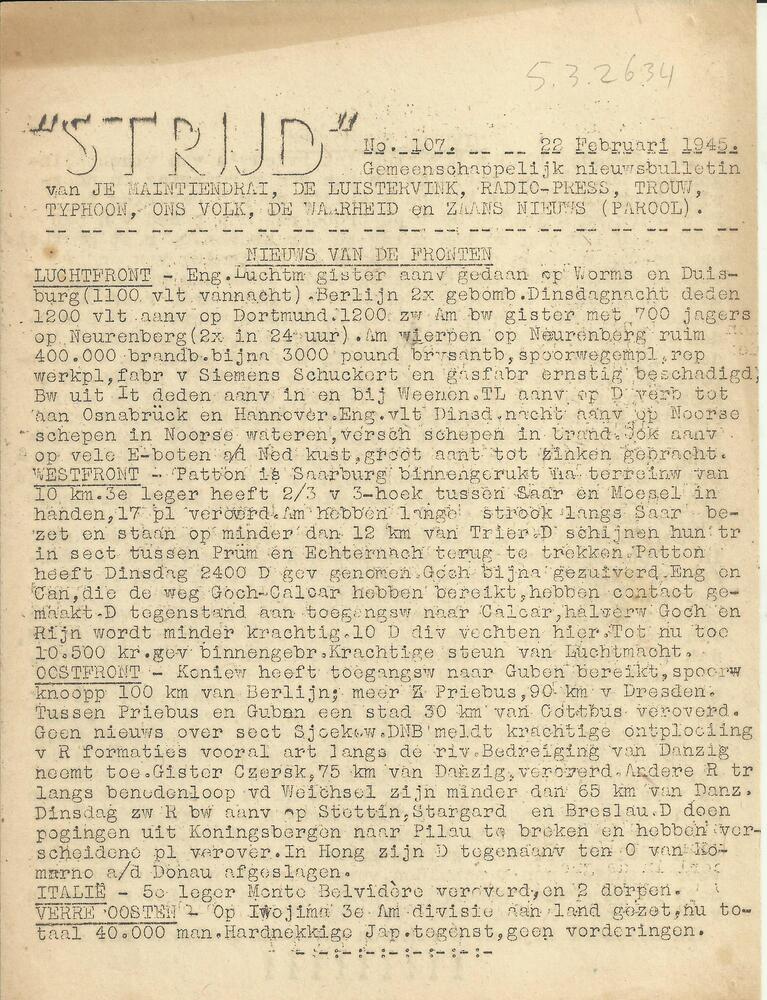 5.3.2634
"STRIJD" No. 107. -- -- -- 22 Februari 1945.
Gemeenschappelijk nieuwsbulletin
van JE MAINTIENDRAI, DE LUISTERVINK, RADIO-PRESS, TROUW,
TYPHOON, ONS VOLK, DE WAARHEID en ZAANS NIEUWS (PAROOL).
NIEUWS VAN DE FRONTEN
LUCHTFRONT - Eng.Luchtm gister aanv gedaan op Worms en Duis-
burg(1100 vlt vannacht).Berlijn 2x gebomb.Dinsdagnacht deden
1200 vlt aanv op Dortmund.1200 zw Am bw gister met 700 jagers
op Neurenberg(2x in 24 uur).Am wierpen op Neurenberg ruim
400.000 brandb.bijna 3000 pound brysantb,spoorwegempl,rep
werkpl,fabr v Siemens Schuckert en gasfabr ernstig beschadigd,
Bw uit It deden aanv in en bij Weenen.TL aanv op D verb tot
aan Osnabrück en Hannover.Eng.vlt Dinsd.nacht aanv op Noorse
schepen in Noorse wateren,versch schepen in brand.Ook aanv
op vele E-boten a/d Ned kust,groot aant tot zinken gebracht.
WESTFRONT - Patton is Saarburg binnengerukt na terreinw van
10 km.3e leger heeft 2/3 v 3-hoek tussen Saar en Moesel in
handen,17 pl veroverd.Am hebben lange strook langs Saar be-
zet en staan op minder dan 12 km van Trier.D schijnen hun tr
in sect tussen Prüm en Echternach terug te trekken.Patton
heeft Dinsdag 2400 D gev genomen.Goch bijna gezuiverd.Eng en
Can,die de weg Goch-Calcar hebben bereikt,hebben contact ge-
maakt.D tegenstand aan toegangsw naar Calcar,halverw Goch en
Rijn wordt minder krachtig.10 D div vechten hier.Tot nu toe
10.500 kr.gev binnengebr.Krachtige steun van Luchtmacht.
OOSTFRONT - Koniew heeft toegangsw naar Guben bereikt,spoorw
knoopp 100 km van Berlijn; meer Z Priebus,90 km v Dresden.
Tussen Priebus en Gubnn een stad 30 km van Cottbus veroverd.
Geen nieuws over sect Sjoekow.DNB meldt krachtige ontplooiing
v R formaties vooral art langs de riv.Bedreiging van Danzig
neemt toe.Gister Czersk,75 km van Danzig,veroverd.Andere R tr
langs benedenloop vd Weichsel zijn minder dan 65 km van Danz.
Dinsdag zw R bw aanv op Stettin,Stargard en Breslau.D doen
pogingen uit Koningsbergen naar Pilau te breken en hebben ver-
scheidene pl verover.In Hong zijn D tegenaanv ten O van Ko-
marno a/d Donau afgeslagen.
ITALIË - 5e leger Monte Belvidère veroverd,en 2 dorpen.
VERRE OOSTEN - Op Iwojima 3e Am divisie aan land gezet,nu to-
taal 40.000 man.Hardnekkige Jap.tegenst,geen vorderingen.